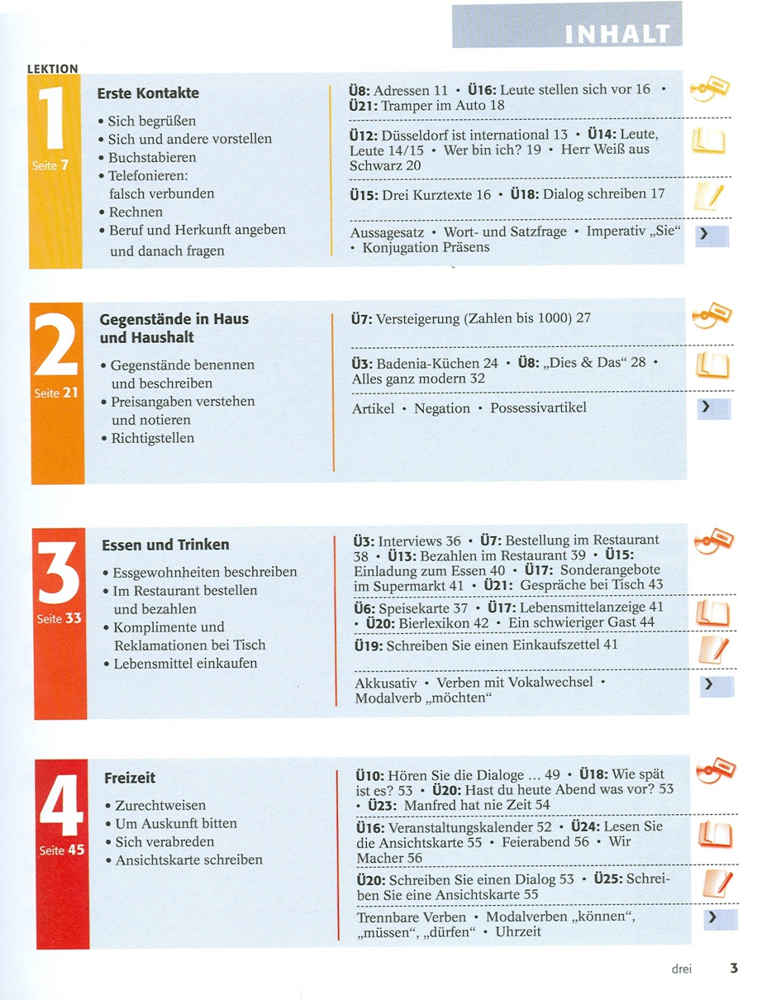 INHALT
LEKTION
1
Seite 7
Erste Kontakte
• Sich begrüßen
• Sich und andere vorstellen
• Buchstabieren
• Telefonieren:
falsch verbunden
• Rechnen
• Beruf und Herkunft angeben
und danach fragen
Ü8: Adressen 11 • Ü16: Leute stellen sich vor 16 •
Ü21: Tramper im Auto 18
Ü12: Düsseldorf ist international 13 • Ü14: Leute,
Leute 14/15 • Wer bin ich? 19 • Herr Weiß aus
Schwarz 20
Ü15: Drei Kurztexte 16 • Ü18: Dialog schreiben 17
Aussagesatz • Wort- und Satzfrage • Imperativ „Sie“
• Konjugation Präsens
2
Seite 21
Gegenstände in Haus
und Haushalt
• Gegenstände benennen
und beschreiben
• Preisangaben verstehen
und notieren
• Richtigstellen
Ü7: Versteigerung (Zahlen bis 1000) 27
Ü3: Badenia-Küchen 24 • Ü8: „Dies & Das“ 28 •
Alles ganz modern 32
Artikel • Negation • Possessivartikel
3
Seite 33
Essen und Trinken
• Essgewohnheiten beschreiben
• Im Restaurant bestellen
und bezahlen
• Komplimente und
Reklamationen bei Tisch
• Lebensmittel einkaufen
Ü3: Interviews 36 • Ü7: Bestellung im Restaurant
38 • Ü13: Bezahlen im Restaurant 39 • Ü15:
Einladung zum Essen 40 • Ü17: Sonderangebote
im Supermarkt 41 • Ü21: Gespräche bei Tisch 43
Ü6: Speisekarte 37 • Ü17: Lebensmittelanzeige 41
• Ü20: Bierlexikon 42 • Ein schwieriger Gast 44
Ü19: Schreiben Sie einen Einkaufszettel 41
Akkusativ • Verben mit Vokalwechsel •
Modalverb „möchten“
4
Seite 45
Freizeit
• Zurechtweisen
• Um Auskunft bitten
• Sich verabreden
• Ansichtskarte schreiben
Ü10: Hören Sie die Dialoge ... 49 • Ü18: Wie spät
ist es? 53 • Ü20: Hast du heute Abend was vor? 53
• Ü23: Manfred hat nie Zeit 54
Ü16: Veranstaltungskalender 52 • Ü24: Lesen Sie
die Ansichtskarte 55 • Feierabend 56 • Wir
Macher 56
Ü20: Schreiben Sie einen Dialog 53 • Ü25: Schrei-
ben Sie eine Ansichtskarte 55
Trennbare Verben • Modalverben „können“,
„müssen“, „dürfen“ • Uhrzeit
drei 3